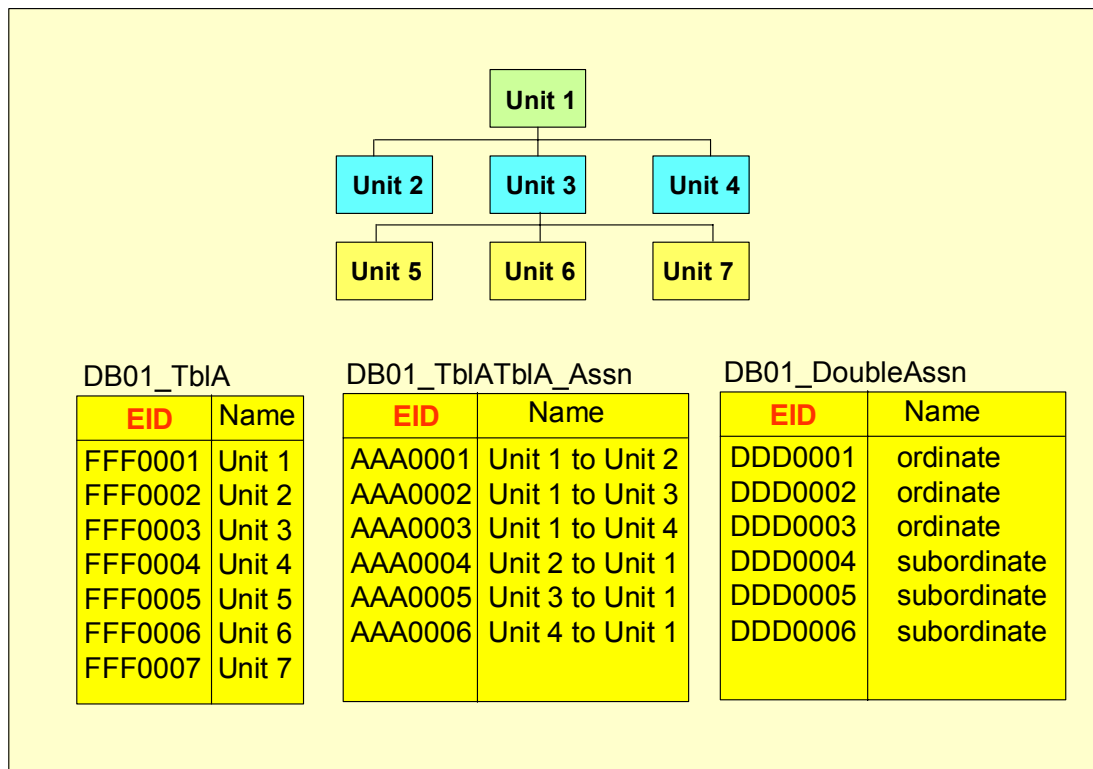 Unit 1
Unit 2 Unit 3 Unit 4
Unit 5 Unit 6 Unit 7
DB01_TblA
EID Name
FFF0001 Unit 1
FFF0002 Unit 2
FFF0003 Unit 3
FFF0004 Unit 4
FFF0005 Unit 5
FFF0006 Unit 6
FFF0007 Unit 7
DB01_TblATblA_Assn
EID Name
AAA0001 Unit 1 to Unit 2
AAA0002 Unit 1 to Unit 3
AAA0003 Unit 1 to Unit 4
AAA0004 Unit 2 to Unit 1
AAA0005 Unit 3 to Unit 1
AAA0006 Unit 4 to Unit 1
DB01_DoubleAssn
EID Name
DDD0001 ordinate
DDD0002 ordinate
DDD0003 ordinate
DDD0004 subordinate
DDD0005 subordinate
DDD0006 subordinate